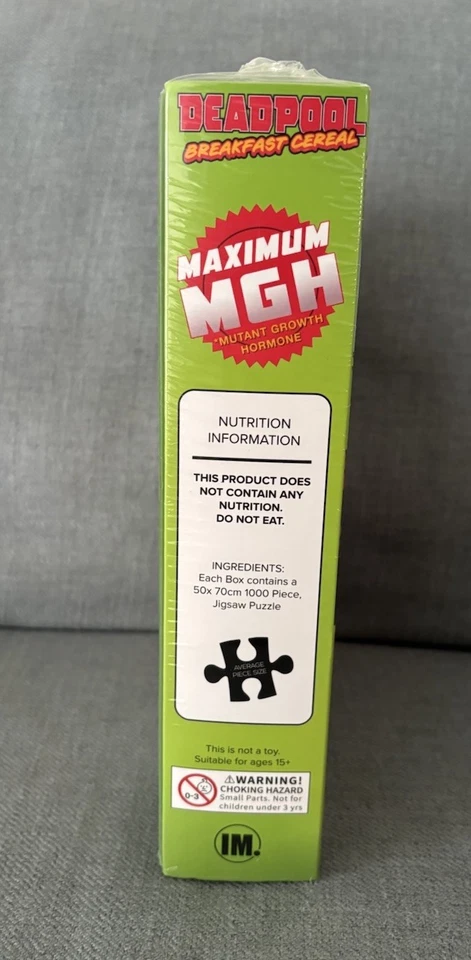 DEADPOOL
BREAKFAST CEREAL
MAXIMUM
MGH
*MUTANT GROWTH
HORMONE
NUTRITION
INFORMATION
THIS PRODUCT DOES
NOT CONTAIN ANY
NUTRITION.
DO NOT EAT.
INGREDIENTS:
Each Box contains a
50x 70cm 1000 Piece,
Jigsaw Puzzle
AVERAGE
PIECE SIZE
This is not a toy.
Suitable for ages 15+
0-3
⚠WARNING!
CHOKING HAZARD
Small Parts. Not for
children under 3 yrs
IM.